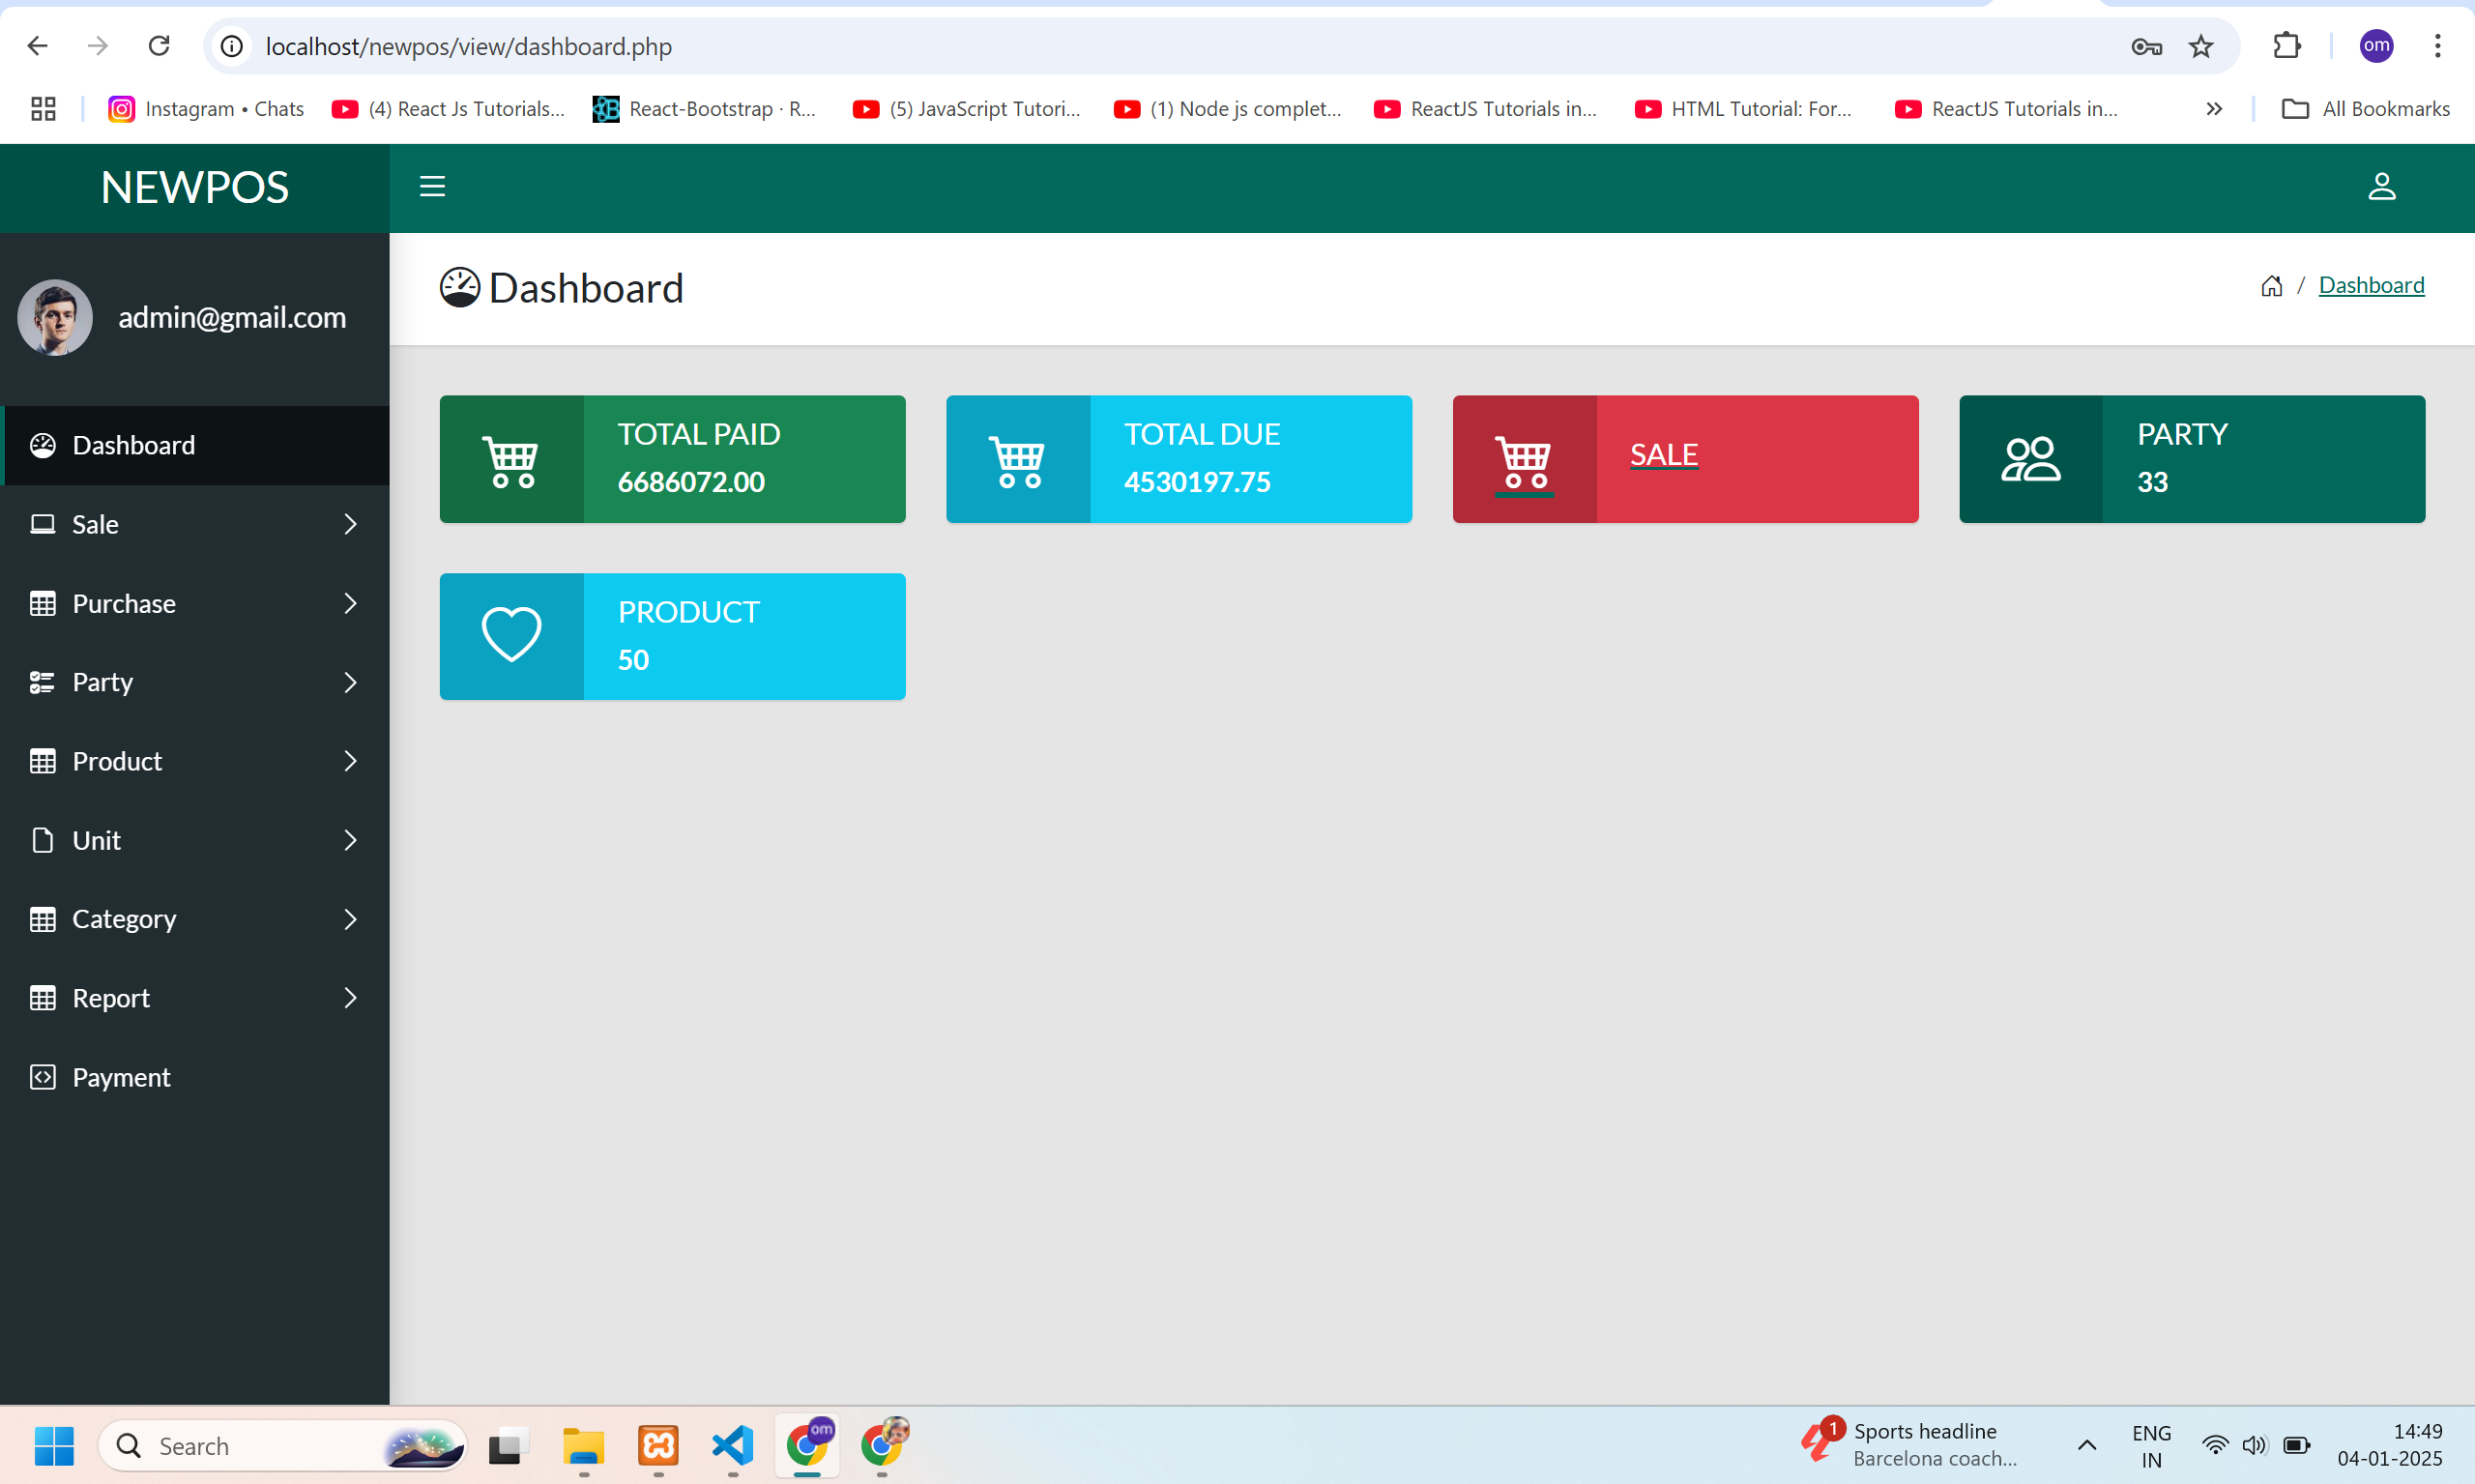 localhost/newpos/view/dashboard.php
om
Instagram • Chats
(4) React Js Tutorials...
React-Bootstrap · R...
(5) JavaScript Tutori...
(1) Node js complet...
ReactJS Tutorials in...
HTML Tutorial: For...
ReactJS Tutorials in...
All Bookmarks
NEWPOS
admin@gmail.com
Dashboard
/ Dashboard
Dashboard
Sale
Purchase
Party
Product
Unit
Category
Report
Payment
TOTAL PAID
6686072.00
TOTAL DUE
4530197.75
SALE
PARTY
33
PRODUCT
50
Search
om
1
Sports headline
Barcelona coach...
ENG
IN
14:49
04-01-2025